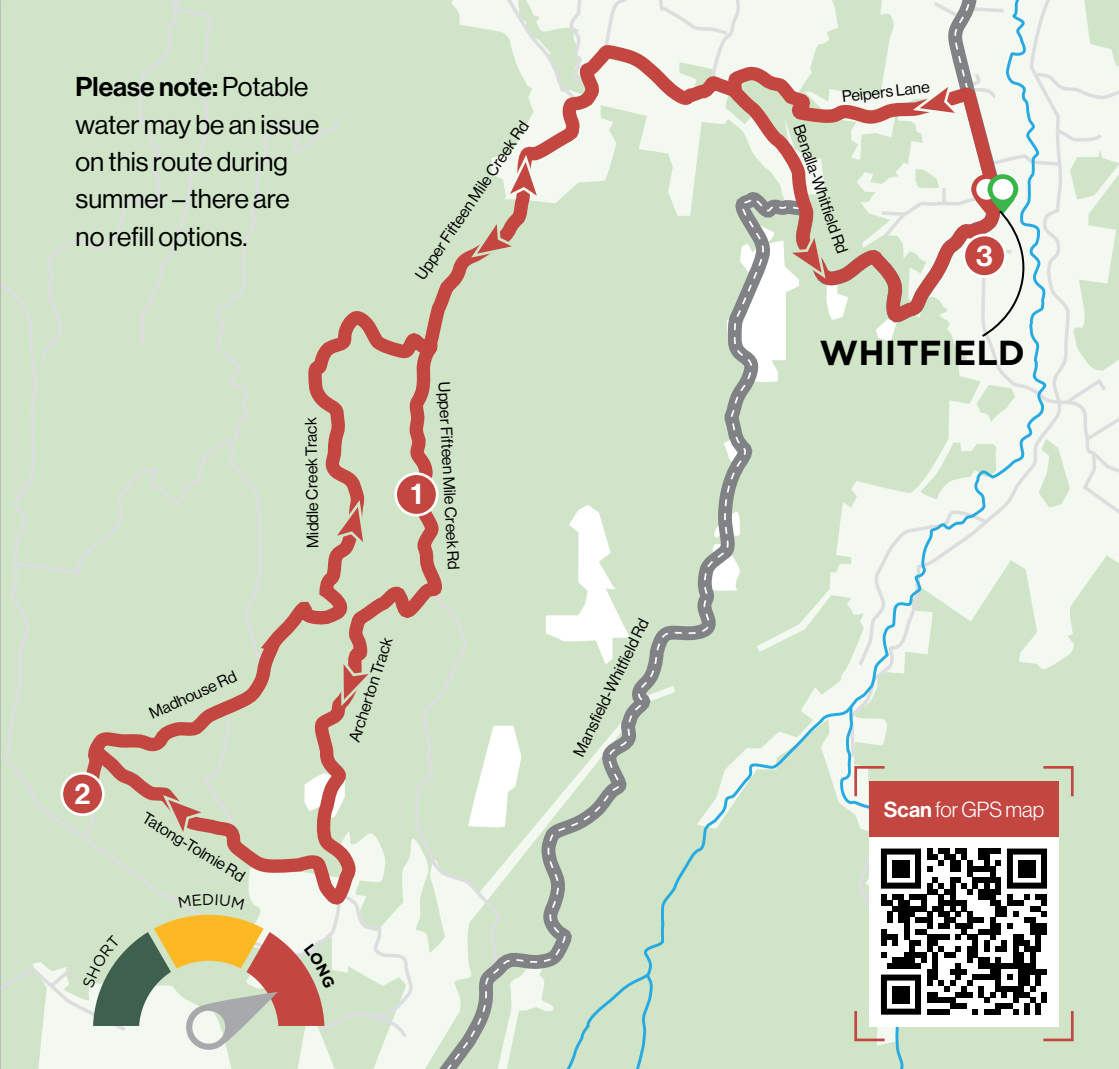 Please note: Potable
water may be an issue
on this route during
summer – there are
no refill options.
Peipers Lane
Benalla-Whitfield Rd
Upper Fifteen Mile Creek Rd
3
WHITFIELD
Middle Creek Track
1
Upper Fifteen Mile Creek Rd
Archerton Track
Mansfield-Whitfield Rd
Madhouse Rd
2
Tatong-Tolmie Rd
SHORT
MEDIUM
LONG
Scan for GPS map